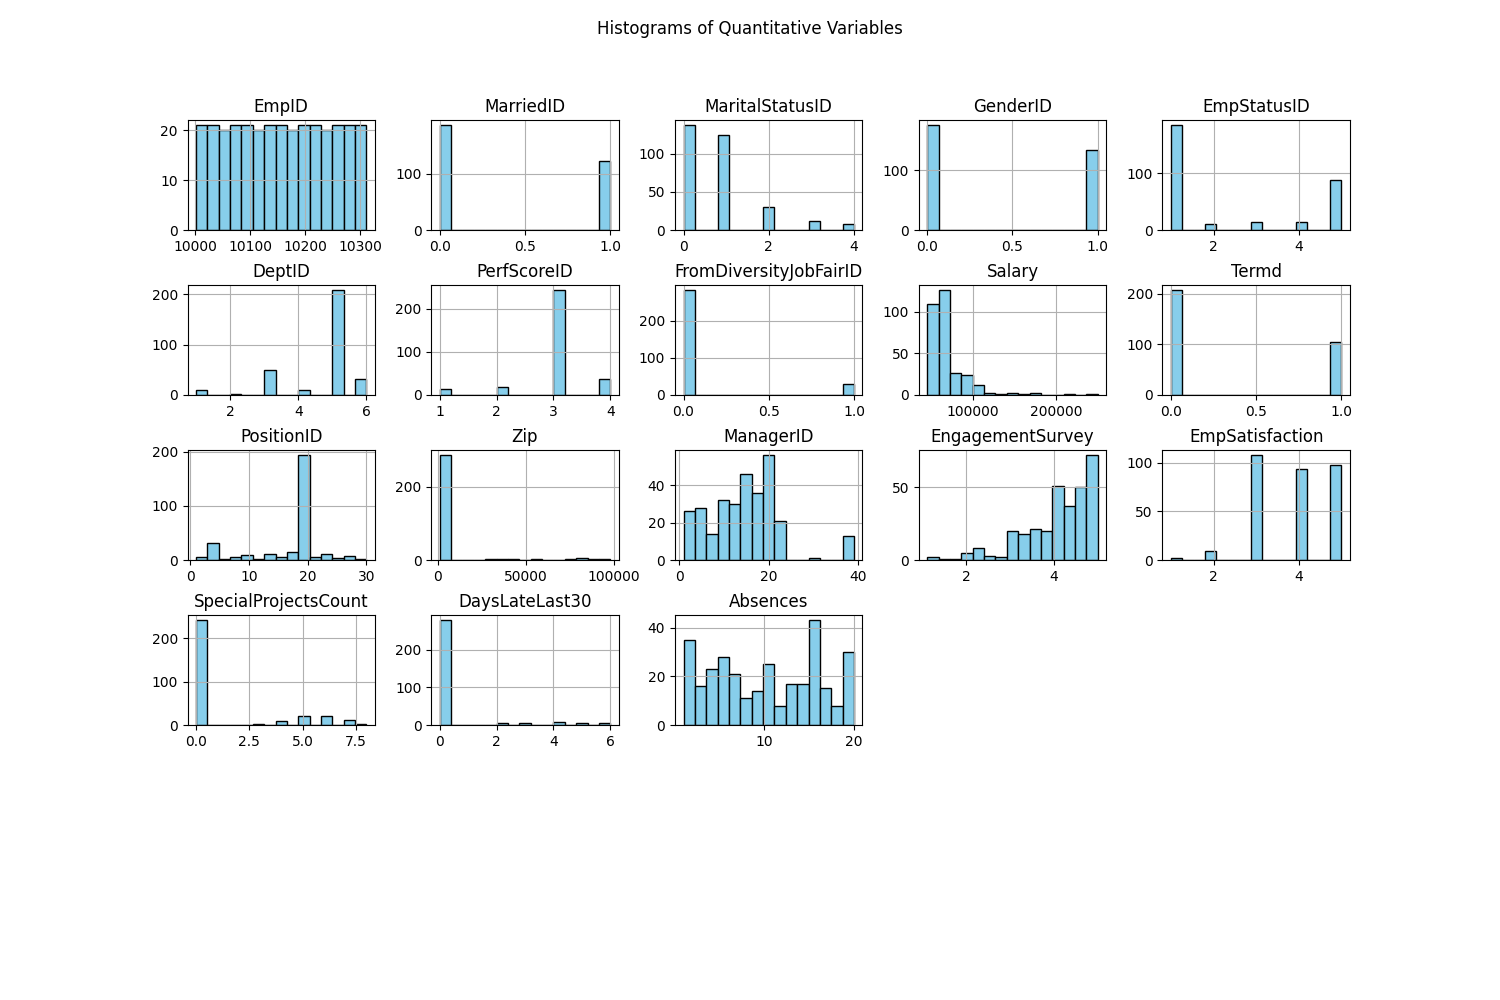 Histograms of Quantitative Variables
EmpID MarriedID MaritalStatusID GenderID EmpStatusID
20 10 0 100 0 100 50 0 100 0 100 0
10000 10100 10200 10300 0.0 0.5 1.0 0 2 4 0.0 0.5 1.0 2 4
DeptID PerfScoreID FromDiversityJobFairID Salary Termd
200 100 0 200 100 0 200 100 0 100 50 0 200 100 0
2 4 6 1 2 3 4 0.0 0.5 1.0 100000 200000 0.0 0.5 1.0
PositionID Zip ManagerID EngagementSurvey EmpSatisfaction
200 100 0 200 0 40 20 0 50 0 100 50 0
0 10 20 30 0 50000 100000 0 20 40 2 4 2 4
SpecialProjectsCount DaysLateLast30 Absences
200 100 0 200 100 0 40 20 0
0.0 2.5 5.0 7.5 0 2 4 6 10 20